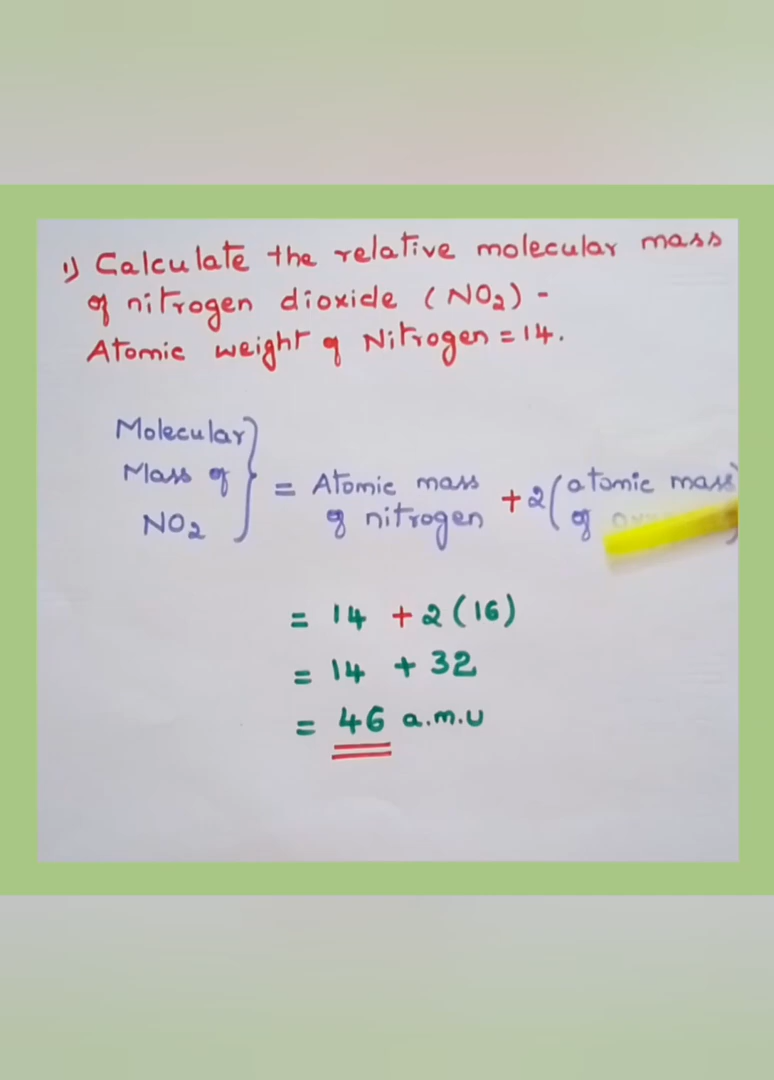 1) Calculate the relative molecular mass
of nitrogen dioxide (NO₂) -
Atomic weight of Nitrogen = 14.
Molecular
Mass of
NO₂
= Atomic mass
of nitrogen
+ 2 (atomic mass
of
= 14 + 2 (16)
= 14 + 32
= 46 a.m.u